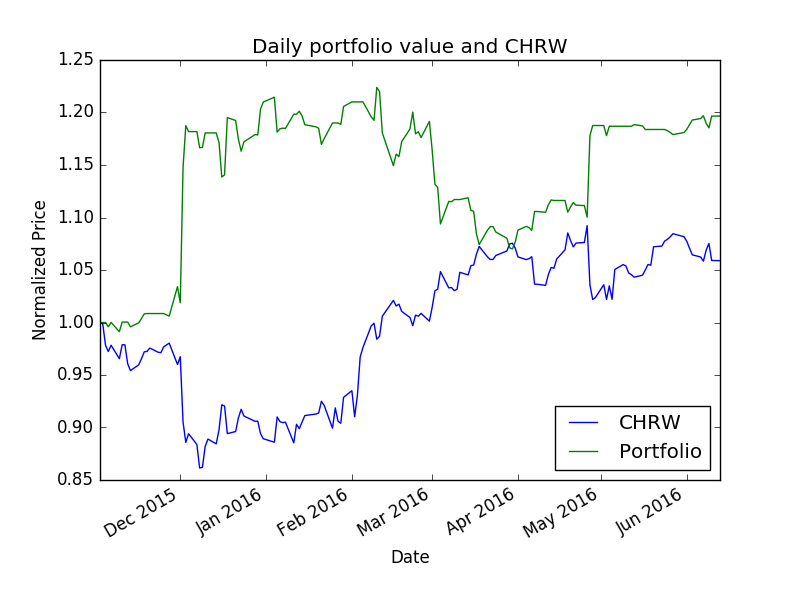 Daily portfolio value and CHRW
1.25
1.20
1.15
1.10
1.05
1.00
0.95
0.90
0.85
Normalized Price
CHRW
Portfolio
Dec 2015
Jan 2016
Feb 2016
Mar 2016
Apr 2016
May 2016
Jun 2016
Date